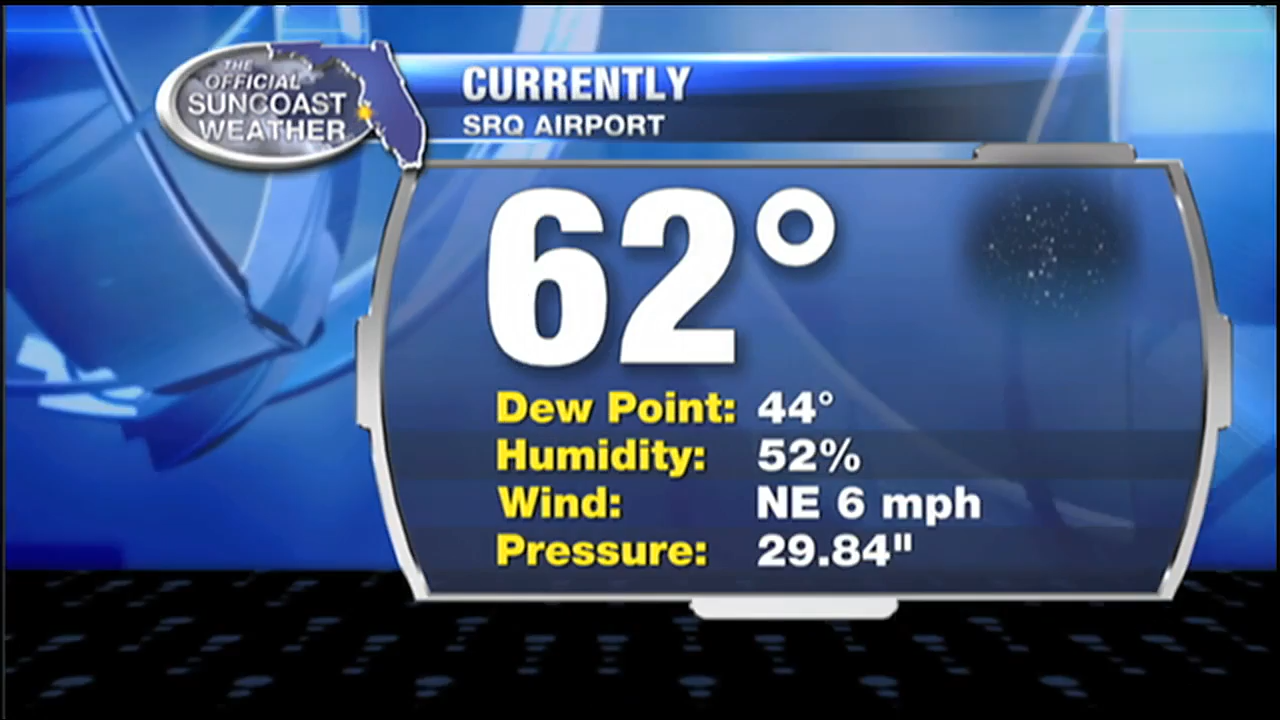 THE
OFFICIAL
SUNCOAST
WEATHER
CURRENTLY
SRQ AIRPORT
62°
Dew Point: 44°
Humidity: 52%
Wind: NE 6 mph
Pressure: 29.84"